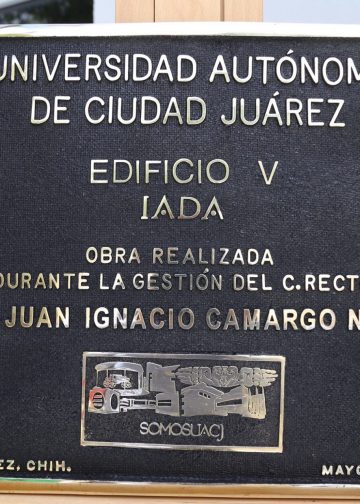 UNIVERSIDAD AUTÓNOM
DE CIUDAD JUÁREZ
EDIFICIO V
IADA
OBRA REALIZADA
DURANTE LA GESTIÓN DEL C. RECT
JUAN IGNACIO CAMARGO N
SOMOSUACJ
EZ, CHIH.
MAYO